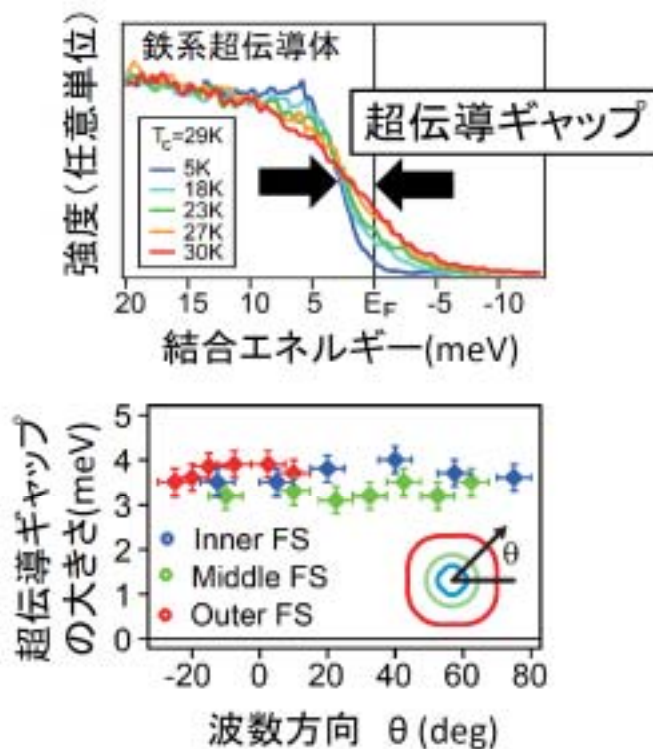 鉄系超伝導体
超伝導ギャップ
強度(任意単位)
Tc=29K
5K
18K
23K
27K
30K
20 15 10 5 EF -5 -10
結合エネルギー(meV)
超伝導ギャップ
の大きさ(meV)
5
4
3
2
1
0
Inner FS
Middle FS
Outer FS
θ
-20 0 20 40 60 80
波数方向 θ (deg)